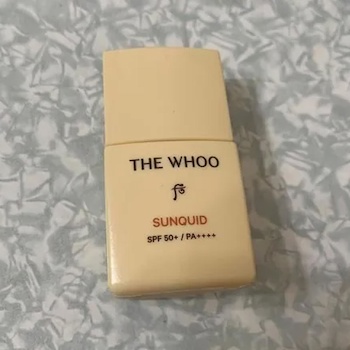 THE WHOO
SUNQUID
SPF 50+ / PA++++